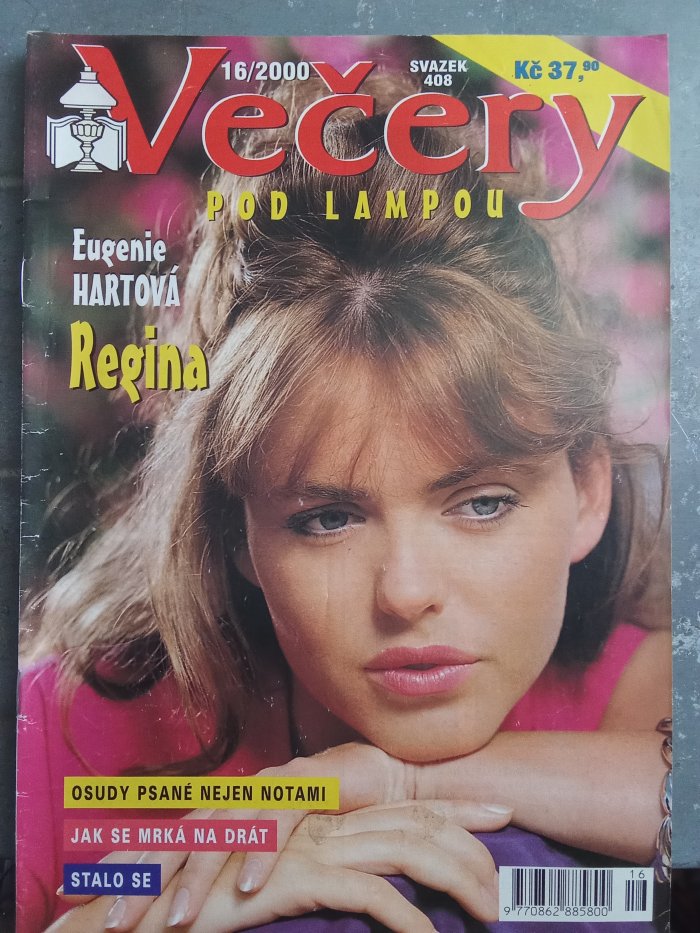 16/2000
SVAZEK
408
Kč 37,90
Večery
POD LAMPOU
Eugenie
HARTOVÁ
Regina
OSUDY PSANÉ NEJEN NOTAMI
JAK SE MRKÁ NA DRÁT
STALO SE
16
9 770862 885800